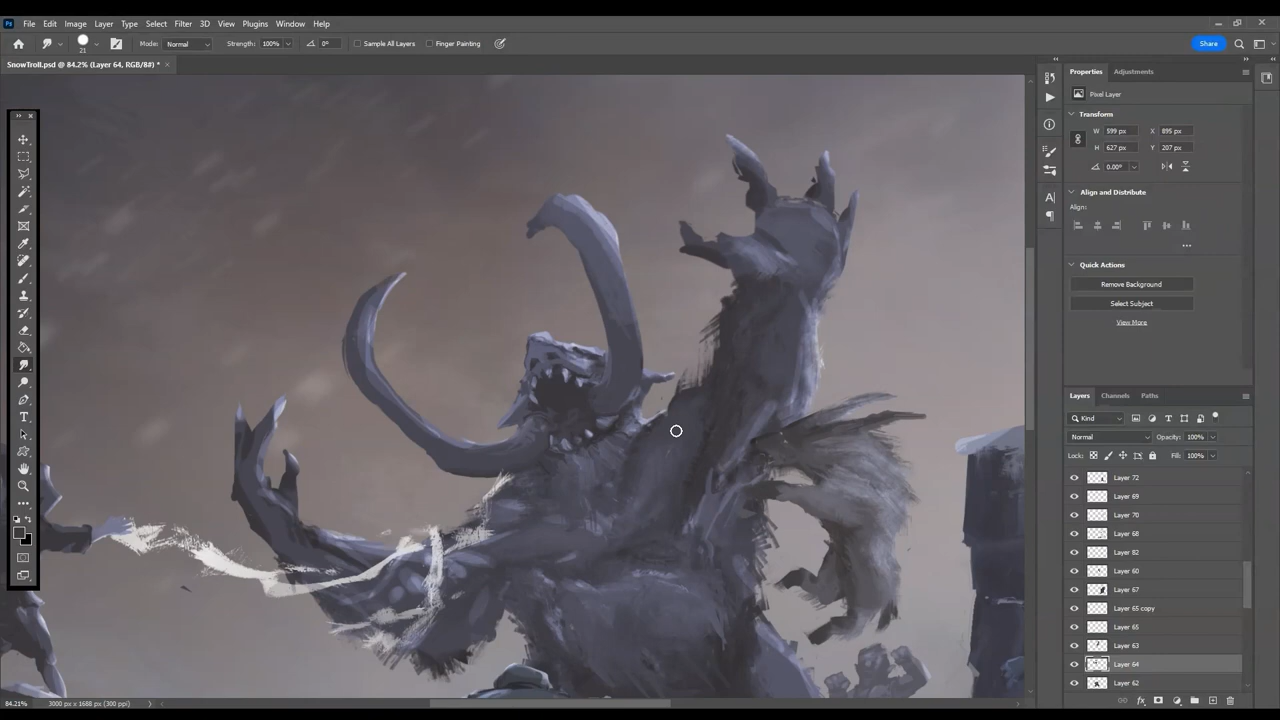 Ps File Edit Image Layer Type Select Filter 3D View Plugins Window Help
21 Mode: Normal Strength: 100% 0° Sample All Layers Finger Painting Share
SnowTroll.psd @ 84.2% (Layer 64, RGB/8#) * ×
Properties Adjustments
Pixel Layer
Transform
W 599 px X 895 px
H 627 px Y 207 px
0.00°
Align and Distribute
Align:
Quick Actions
Remove Background
Select Subject
View More
Layers Channels Paths
Kind
Normal Opacity: 100%
Lock: Fill: 100%
Layer 72
Layer 69
Layer 70
Layer 68
Layer 82
Layer 60
Layer 67
Layer 65 copy
Layer 65
Layer 63
Layer 64
Layer 62
84.21% 3000 px x 1688 px (300 ppi)